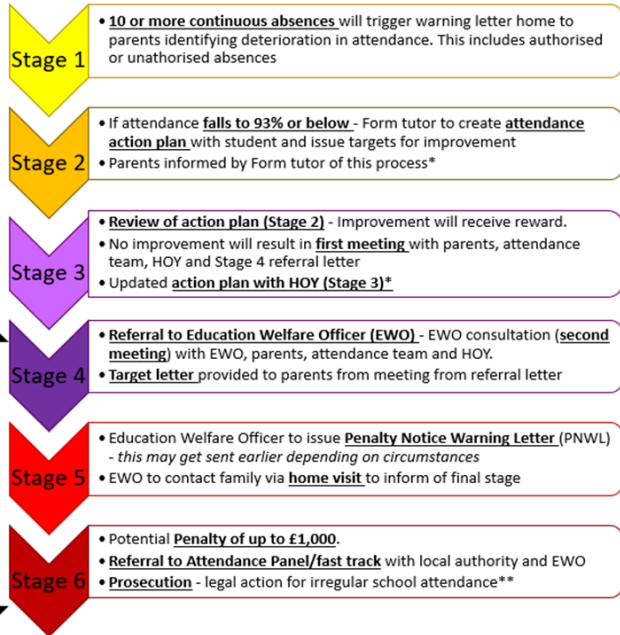 Stage 1
• 10 or more continuous absences will trigger warning letter home to
parents identifying deterioration in attendance. This includes authorised
or unathorised absences
Stage 2
• If attendance falls to 93% or below - Form tutor to create attendance
action plan with student and issue targets for improvement
• Parents informed by Form tutor of this process*
Stage 3
• Review of action plan (Stage 2) - Improvement will receive reward.
• No improvement will result in first meeting with parents, attendance
team, HOY and Stage 4 referral letter
• Updated action plan with HOY (Stage 3)*
Stage 4
• Referral to Education Welfare Officer (EWO) - EWO consultation (second
meeting) with EWO, parents, attendance team and HOY.
• Target letter provided to parents from meeting from referral letter
Stage 5
• Education Welfare Officer to issue Penalty Notice Warning Letter (PNWL)
- this may get sent earlier depending on circumstances
• EWO to contact family via home visit to inform of final stage
Stage 6
• Potential Penalty of up to £1,000.
• Referral to Attendance Panel/fast track with local authority and EWO
• Prosecution - legal action for irregular school attendance**